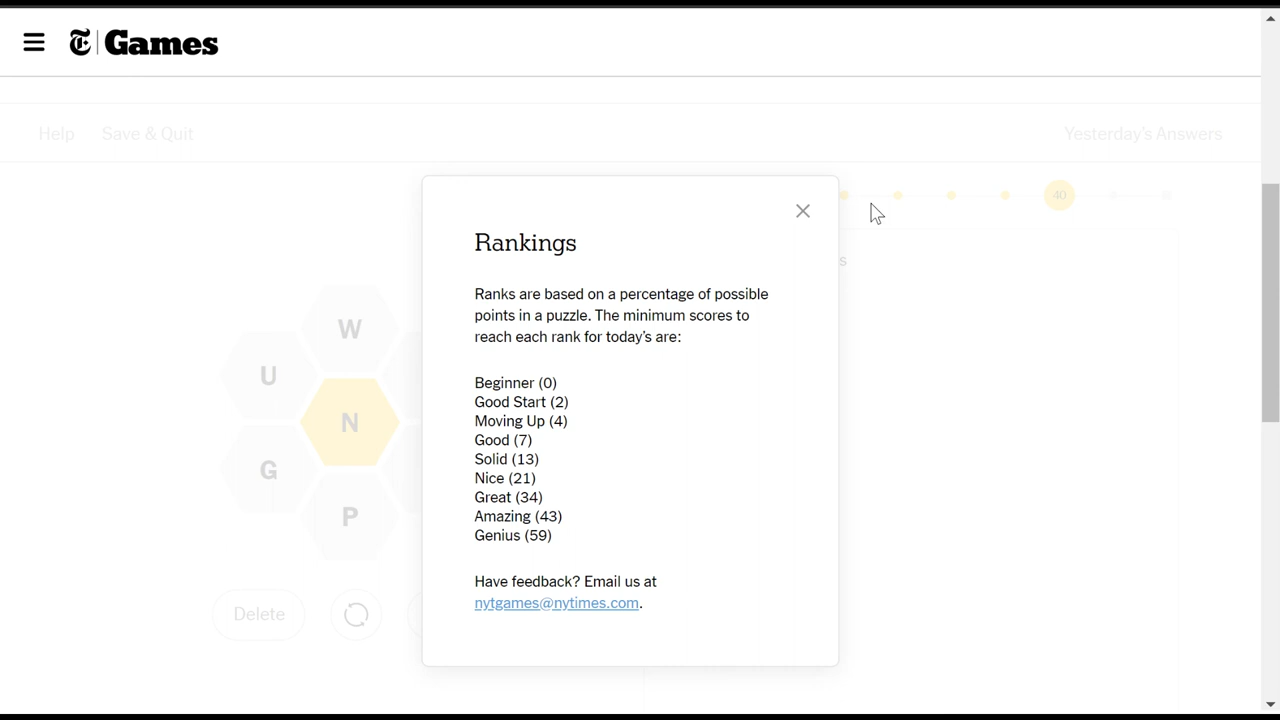 T Games
Help Save & Quit Yesterday's Answers
40
Rankings
Ranks are based on a percentage of possible
points in a puzzle. The minimum scores to
reach each rank for today's are:
Beginner (0)
Good Start (2)
Moving Up (4)
Good (7)
Solid (13)
Nice (21)
Great (34)
Amazing (43)
Genius (59)
Have feedback? Email us at
nytgames@nytimes.com.
W
U
N
G
P
Delete